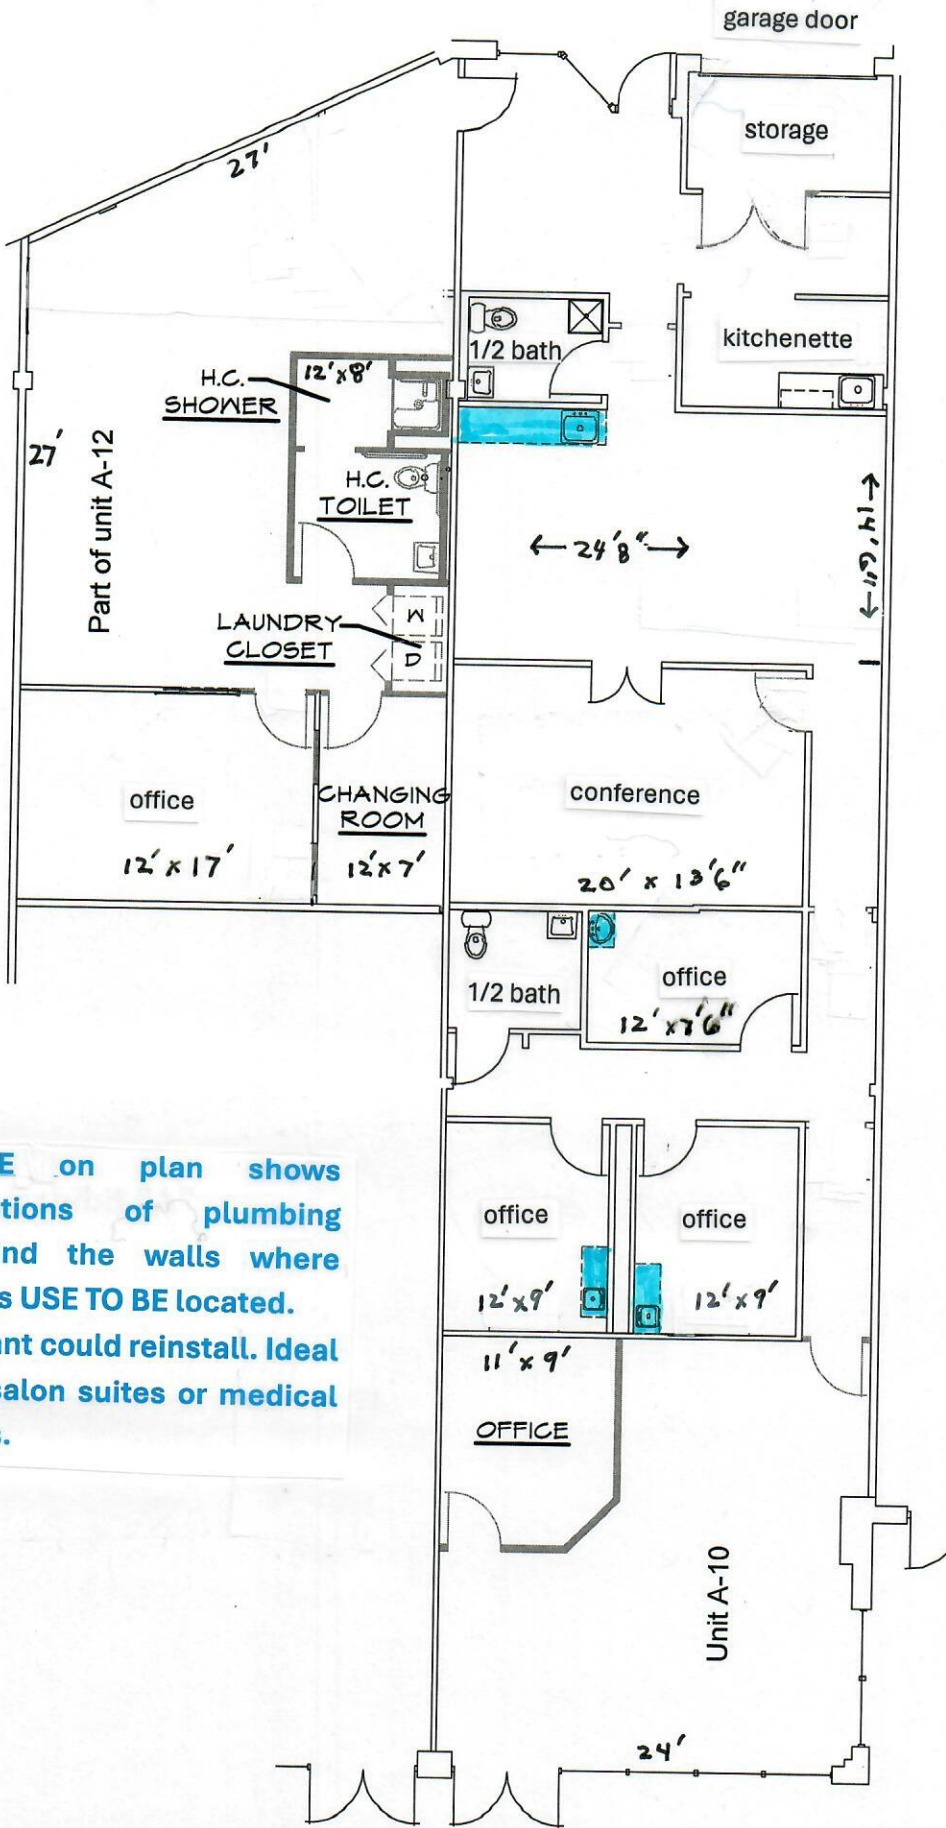 garage door
storage
27'
1/2 bath
kitchenette
12'x8'
H.C.
SHOWER
27'
Part of unit A-12
H.C.
TOILET
24'8"
14'6"
LAUNDRY
CLOSET
W
D
office
12' x 17'
CHANGING
ROOM
12'x7'
conference
20' x 13'6"
1/2 bath
office
12' x7'6"
office
12'x9'
office
12'x9'
E on plan shows
tions of plumbing
nd the walls where
s USE TO BE located.
nt could reinstall. Ideal
salon suites or medical
11'x 9'
OFFICE
Unit A-10
24'